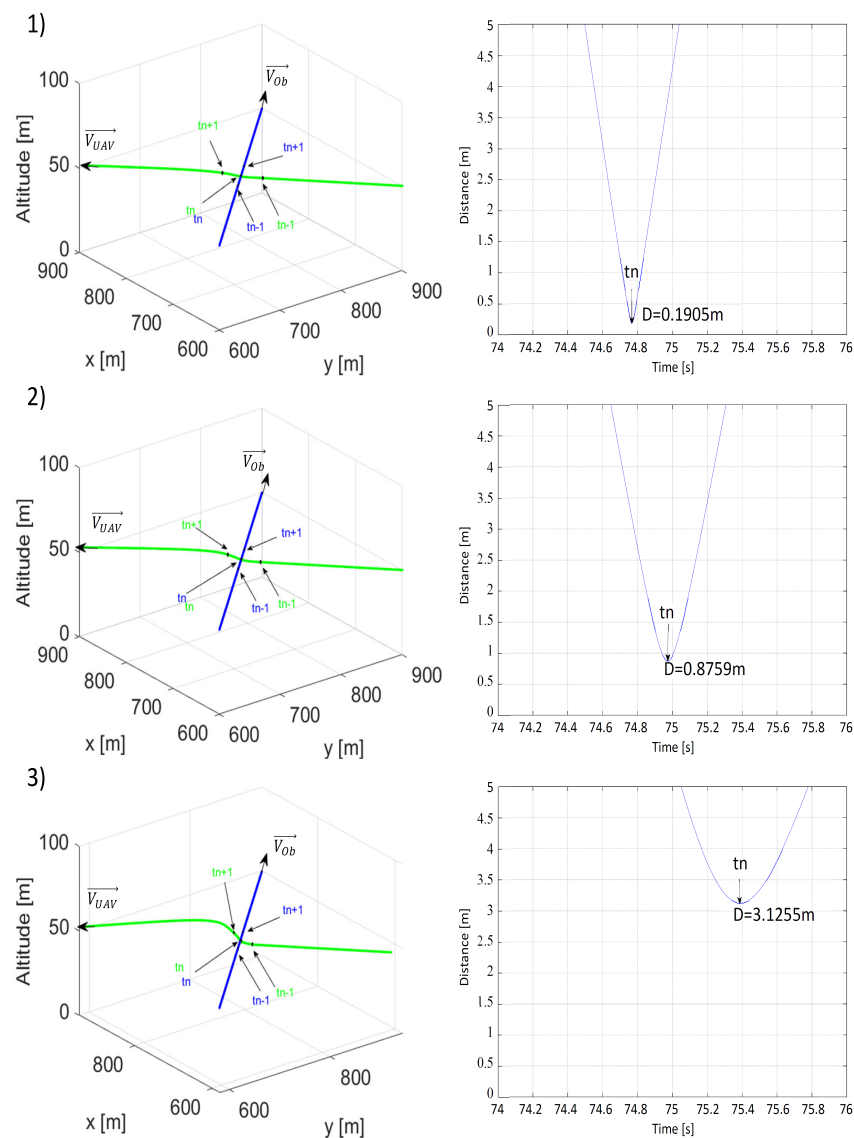 1)
100
50
0
Altitude [m]
900
800
700
600
x [m]
600
700
800
900
y [m]
V_UAV
V_Ob
tn+1
tn+1
tn
tn
tn-1
tn-1
5
4.5
4
3.5
3
2.5
2
1.5
1
0.5
0
Distance [m]
tn
D=0.1905m
74 74.2 74.4 74.6 74.8 75 75.2 75.4 75.6 75.8 76
Time [s]
2)
100
50
0
Altitude [m]
900
800
700
600
x [m]
600
700
800
900
y [m]
V_UAV
V_Ob
tn+1
tn+1
tn
tn
tn-1
tn-1
5
4.5
4
3.5
3
2.5
2
1.5
1
0.5
0
Distance [m]
tn
D=0.8759m
74 74.2 74.4 74.6 74.8 75 75.2 75.4 75.6 75.8 76
Time [s]
3)
100
50
0
Altitude [m]
800
600
x [m]
600
800
y [m]
V_UAV
V_Ob
tn+1
tn+1
tn
tn
tn-1
tn-1
5
4.5
4
3.5
3
2.5
2
1.5
1
0.5
0
Distance [m]
tn
D=3.1255m
74 74.2 74.4 74.6 74.8 75 75.2 75.4 75.6 75.8 76
Time [s]